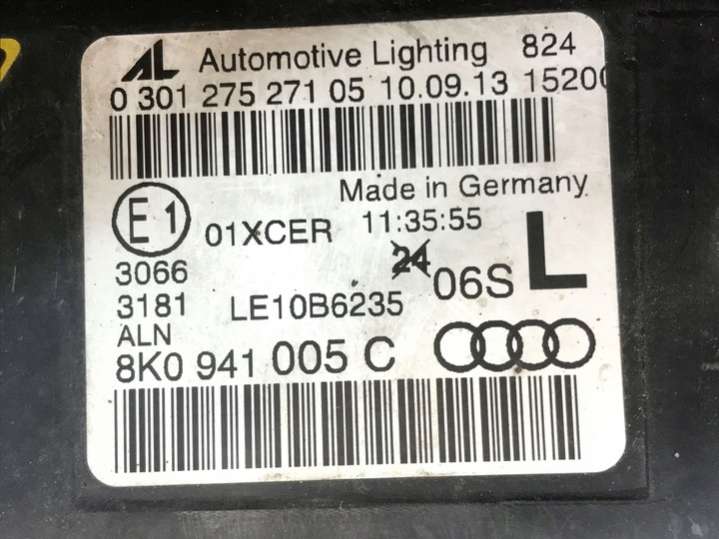 AL Automotive Lighting 824
0 301 275 271 05 10.09.13 1520
Made in Germany
E1 01XCER 11:35:55
3066 24 06S L
3181 LE10B6235
ALN
8K0 941 005 C